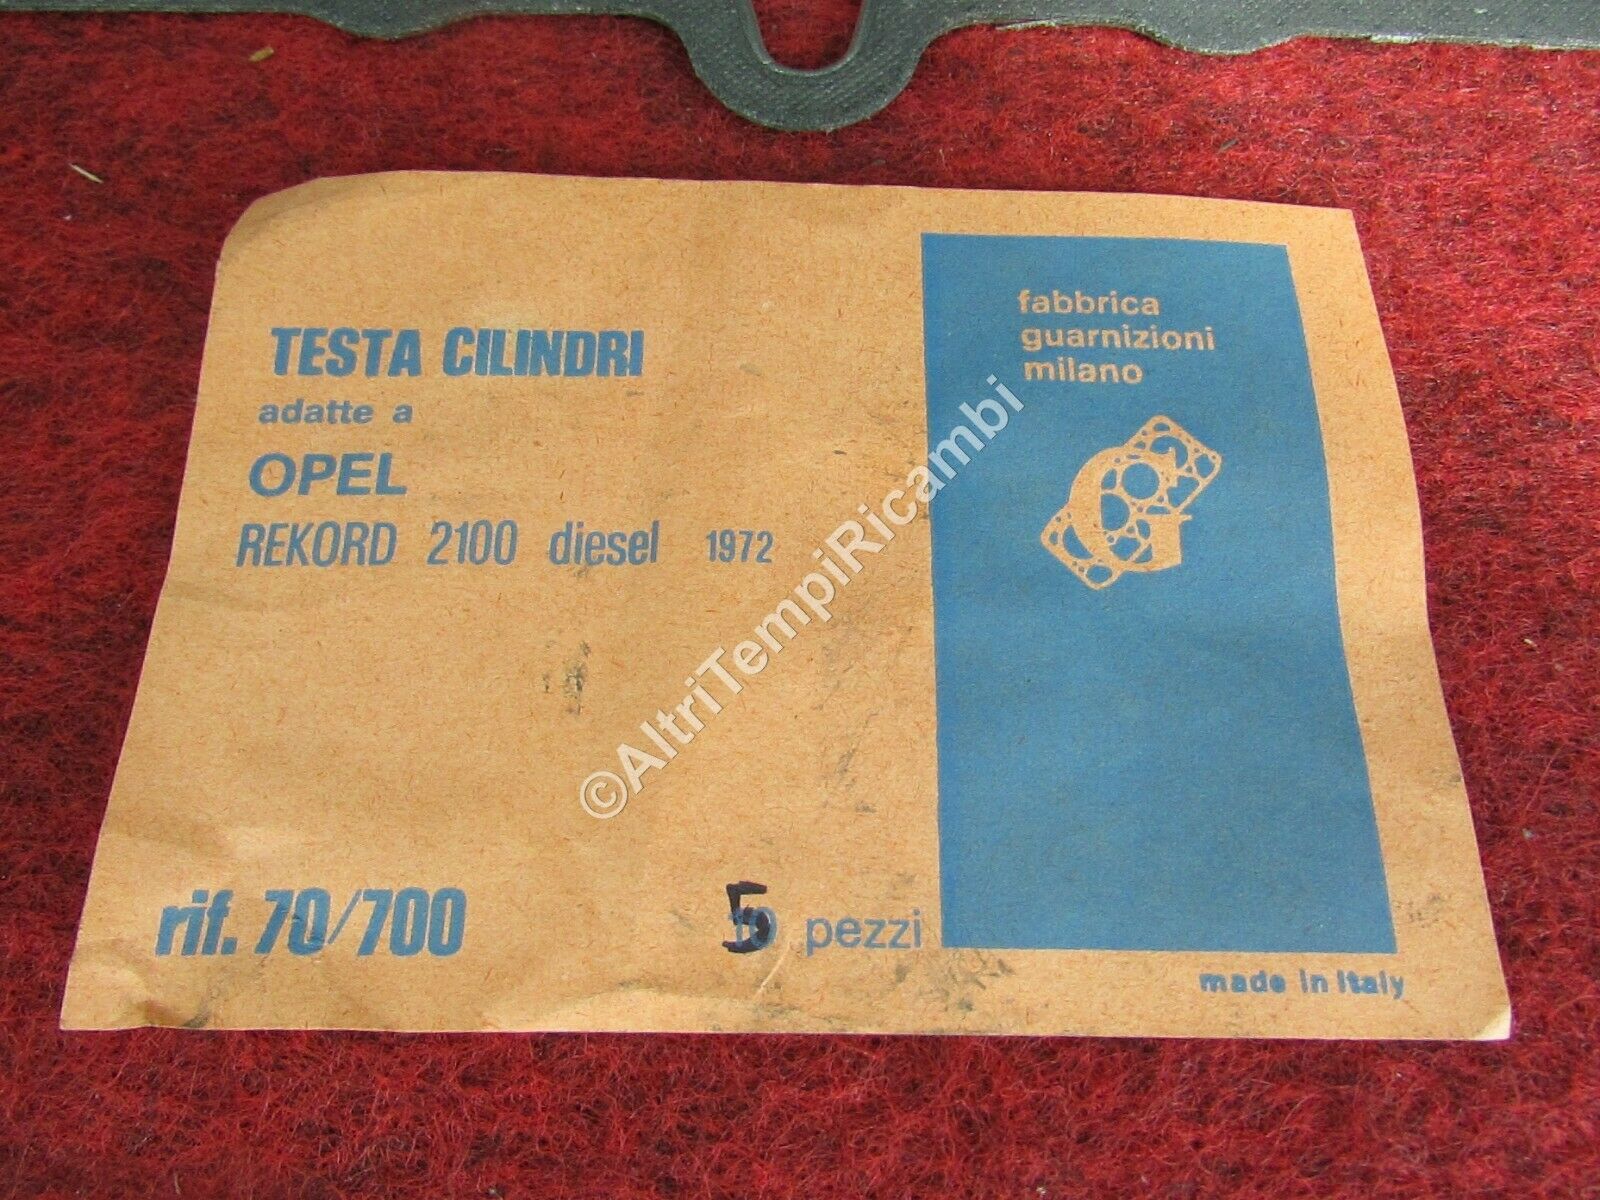 TESTA CILINDRI
adatte a
OPEL
REKORD 2100 diesel 1972
rif. 70/700
5 pezzi
fabbrica
guarnizioni
milano
made in Italy
©AltriTempiRicambi